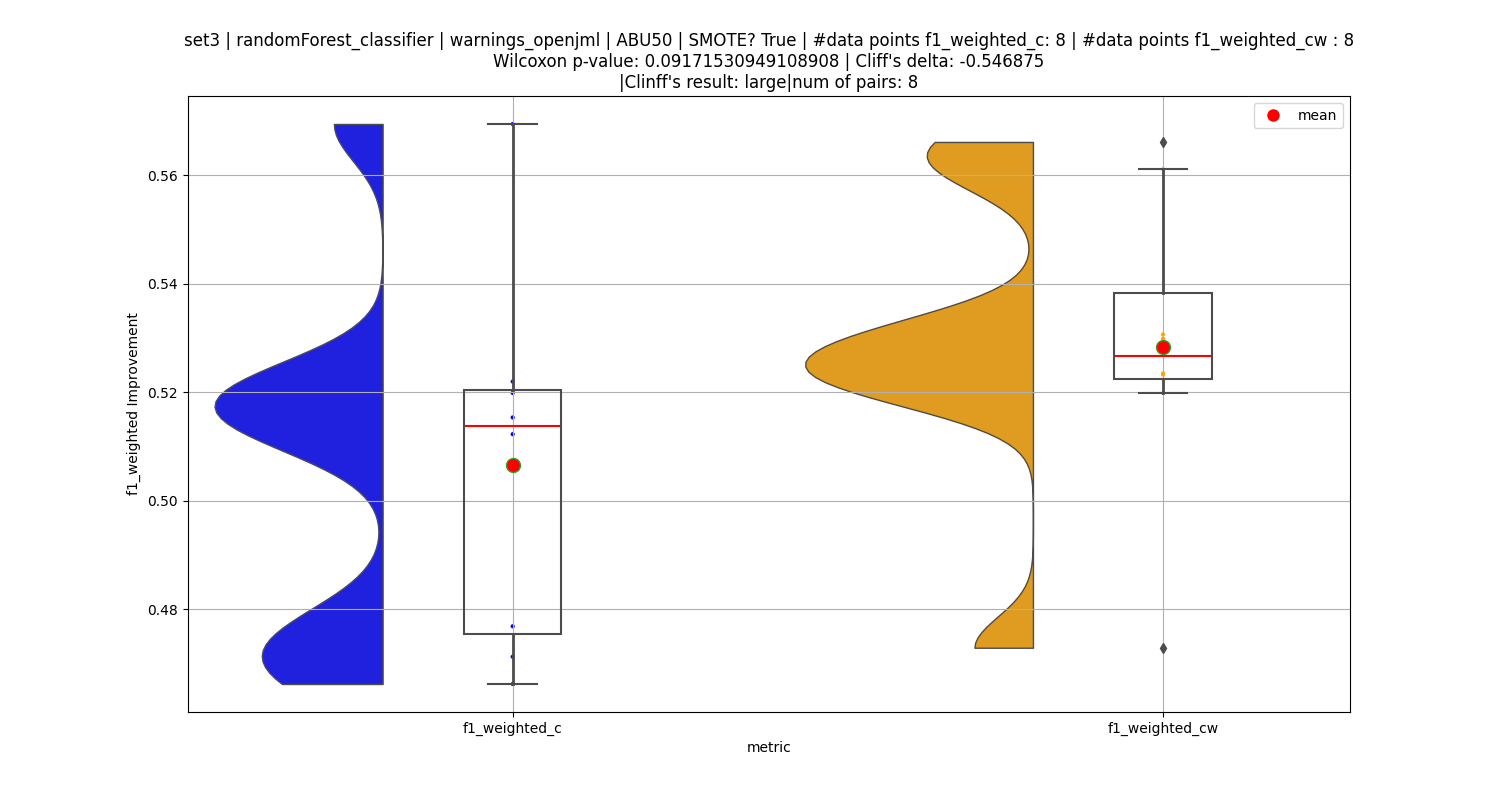 set3 | randomForest_classifier | warnings_openjml | ABU50 | SMOTE? True | #data points f1_weighted_c: 8 | #data points f1_weighted_cw : 8
Wilcoxon p-value: 0.09171530949108908 | Cliff's delta: -0.546875
|Clinff's result: large|num of pairs: 8
mean
0.56
0.54
0.52
0.50
0.48
f1_weighted Improvement
f1_weighted_c
f1_weighted_cw
metric